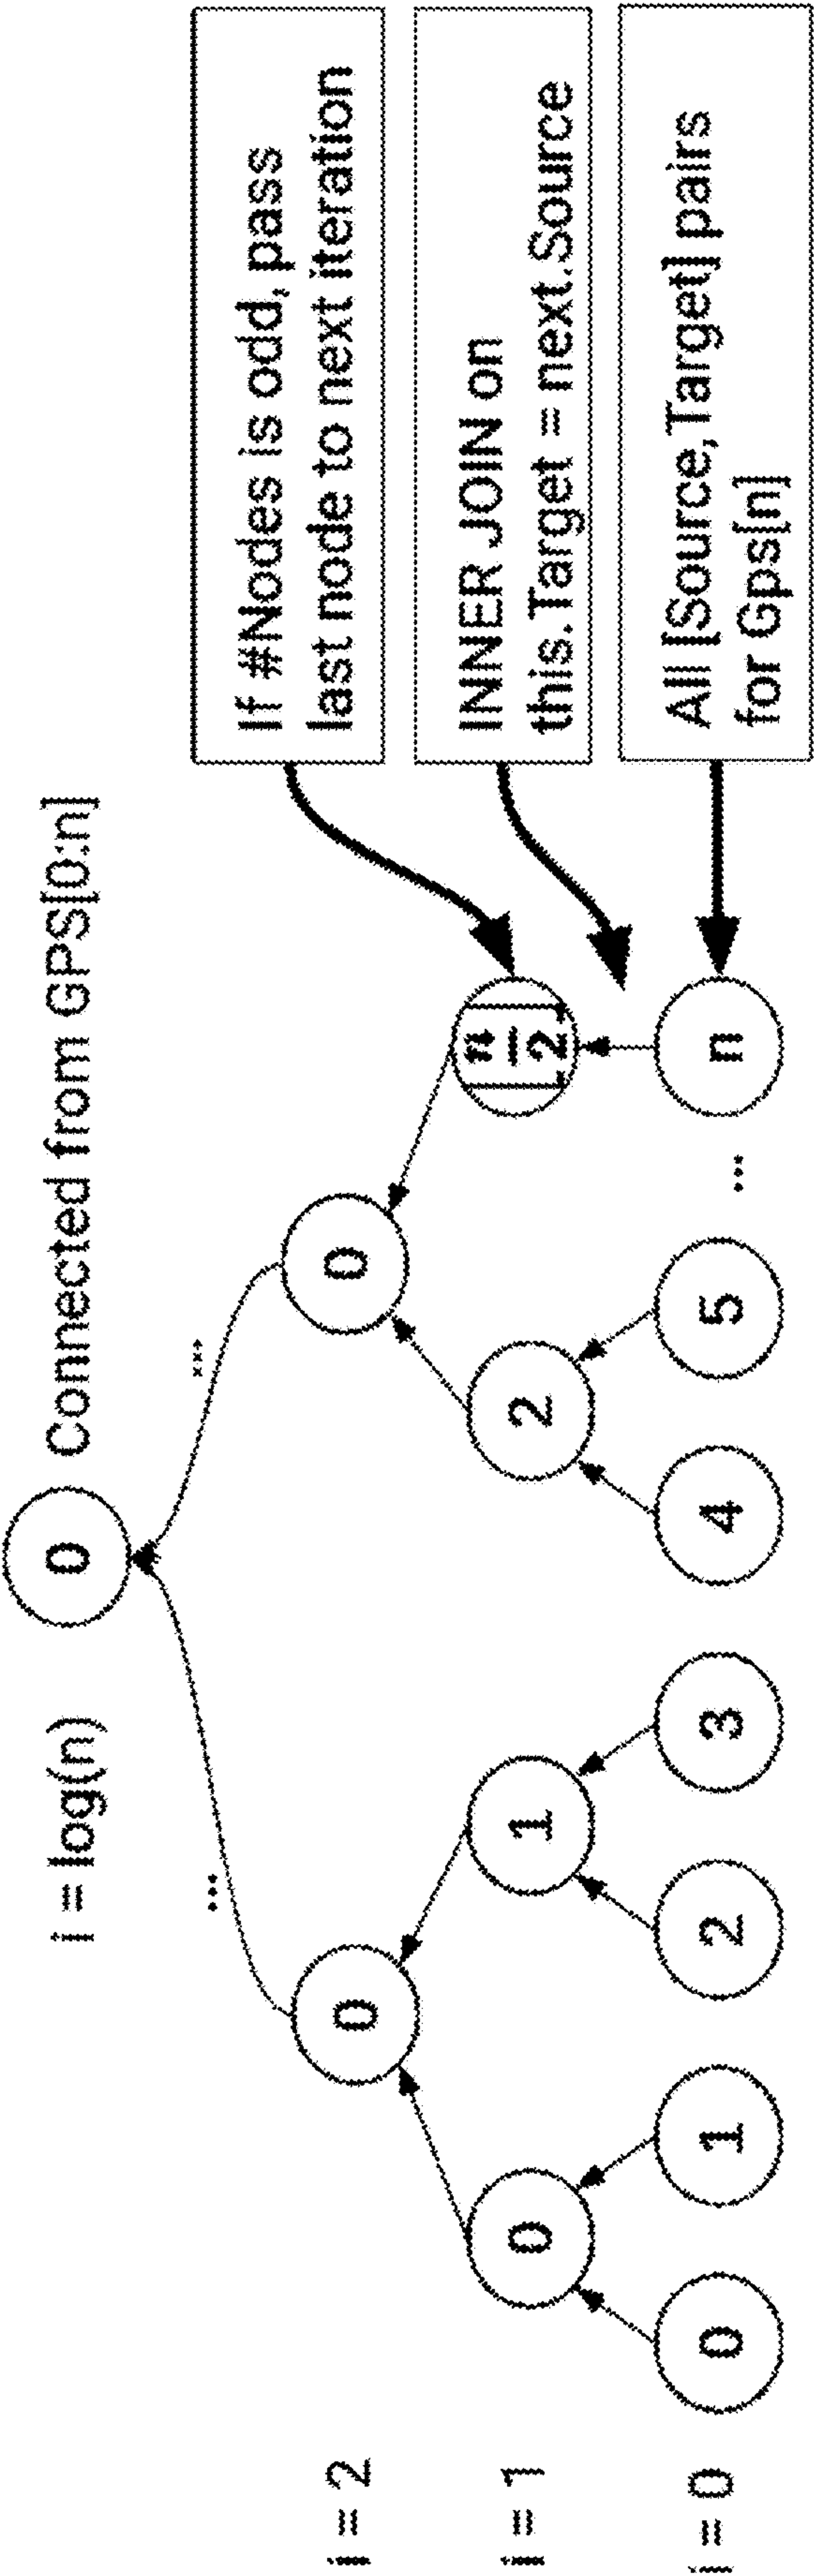 i = log(n)
0
Connected from GPS[0:n]
...
...
If #Nodes is odd, pass
last node to next iteration
i = 2
0
0
INNER JOIN on
this.Target = next.Source
i = 1
0
1
2
⌊n/2⌋
All [Source,Target] pairs
for Gps[n]
i = 0
0
1
2
3
4
5
...
n